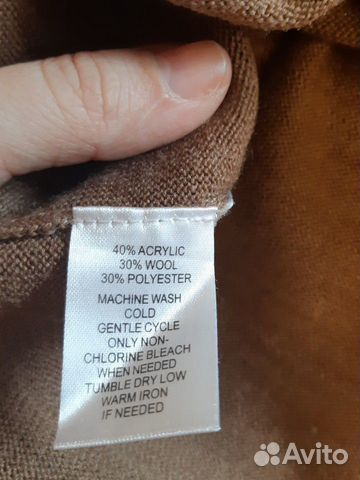 40% ACRYLIC
30% WOOL
30% POLYESTER
MACHINE WASH
COLD
GENTLE CYCLE
ONLY NON-
CHLORINE BLEACH
WHEN NEEDED
TUMBLE DRY LOW
WARM IRON
IF NEEDED
Avito